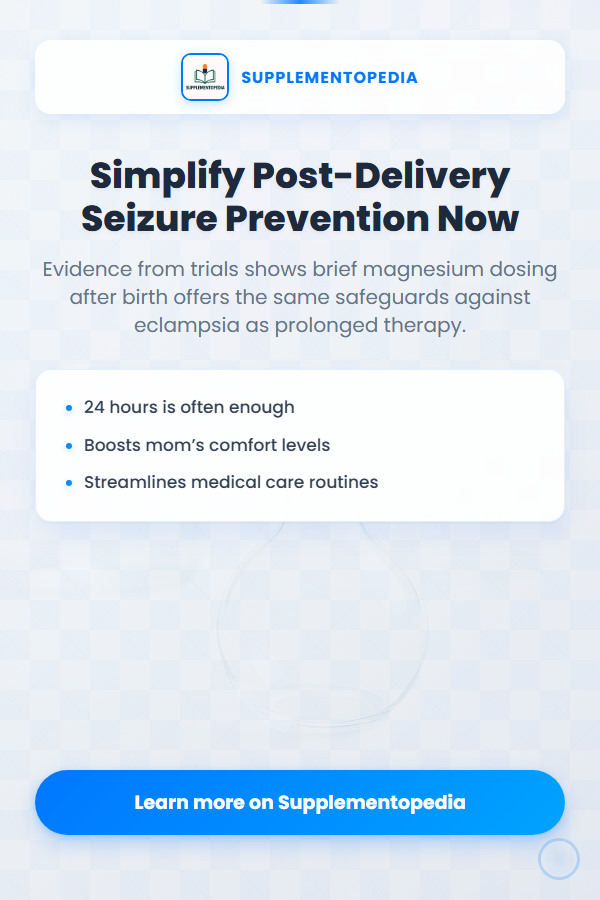 SUPPLEMENTOPEDIA
SUPPLEMENTOPEDIA
Simplify Post-Delivery
Seizure Prevention Now
Evidence from trials shows brief magnesium dosing
after birth offers the same safeguards against
eclampsia as prolonged therapy.
24 hours is often enough
Boosts mom’s comfort levels
Streamlines medical care routines
Learn more on Supplementopedia